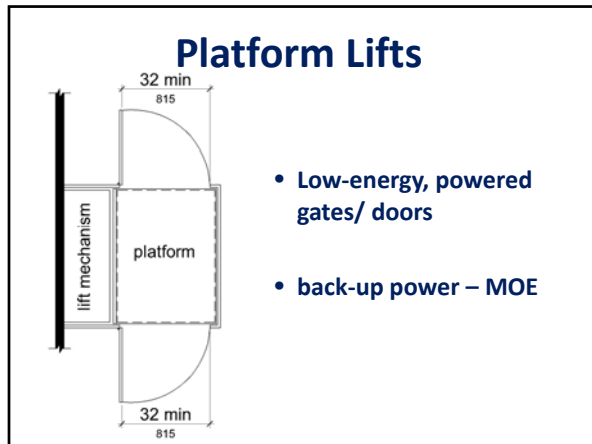 Platform Lifts
32 min
815
lift mechanism
platform
32 min
815
• Low-energy, powered
gates/ doors
• back-up power – MOE